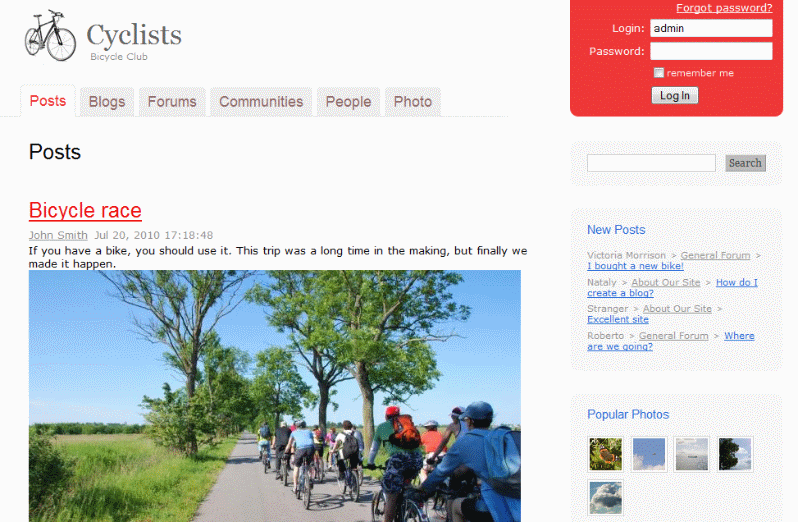 Cyclists
Bicycle Club
Forgot password?
Login: admin
Password:
remember me
Log In
Posts Blogs Forums Communities People Photo
Posts
Bicycle race
John Smith Jul 20, 2010 17:18:48
If you have a bike, you should use it. This trip was a long time in the making, but finally we
made it happen.
Search
New Posts
Victoria Morrison > General Forum >
I bought a new bike!
Nataly > About Our Site > How do I
create a blog?
Stranger > About Our Site >
Excellent site
Roberto > General Forum > Where
are we going?
Popular Photos